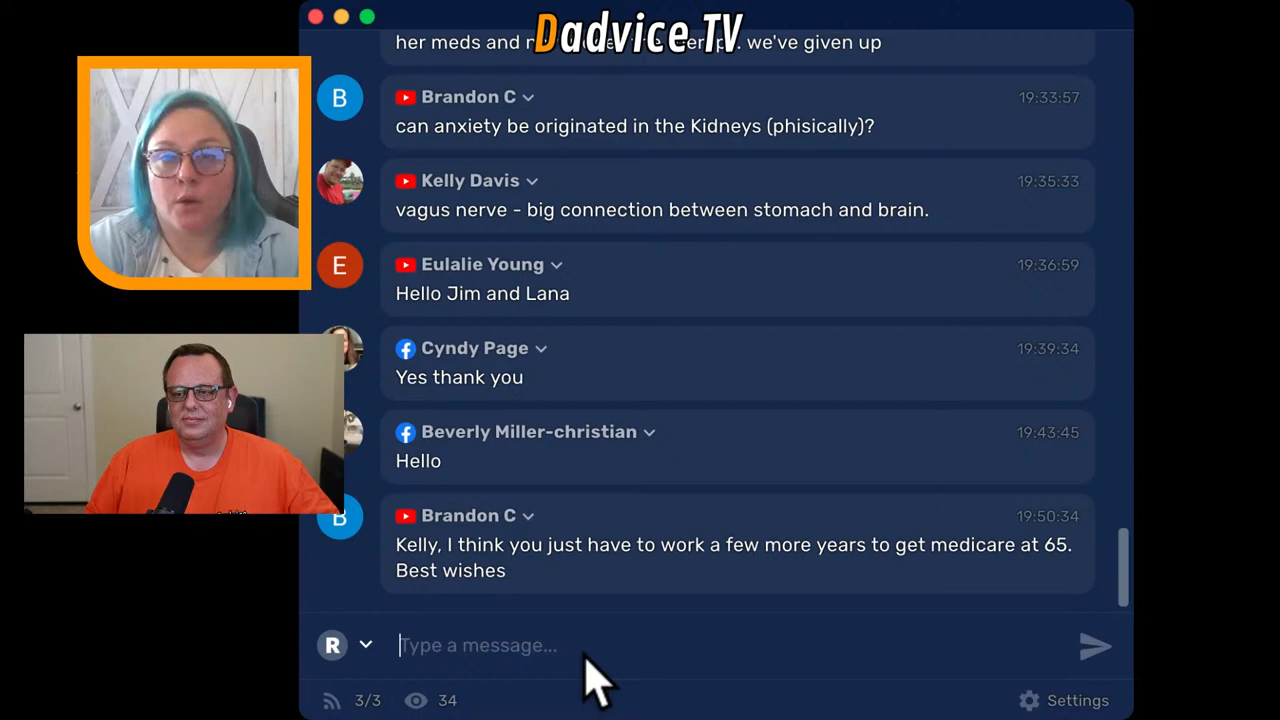 Dadvice TV
her meds and we've given up
B
Brandon C
19:33:57
can anxiety be originated in the Kidneys (phisically)?
Kelly Davis
19:35:33
vagus nerve - big connection between stomach and brain.
E
Eulalie Young
19:36:59
Hello Jim and Lana
Cyndy Page
19:39:34
Yes thank you
Beverly Miller-christian
19:43:45
Hello
B
Brandon C
19:50:34
Kelly, I think you just have to work a few more years to get medicare at 65.
Best wishes
R
Type a message...
3/3
34
Settings